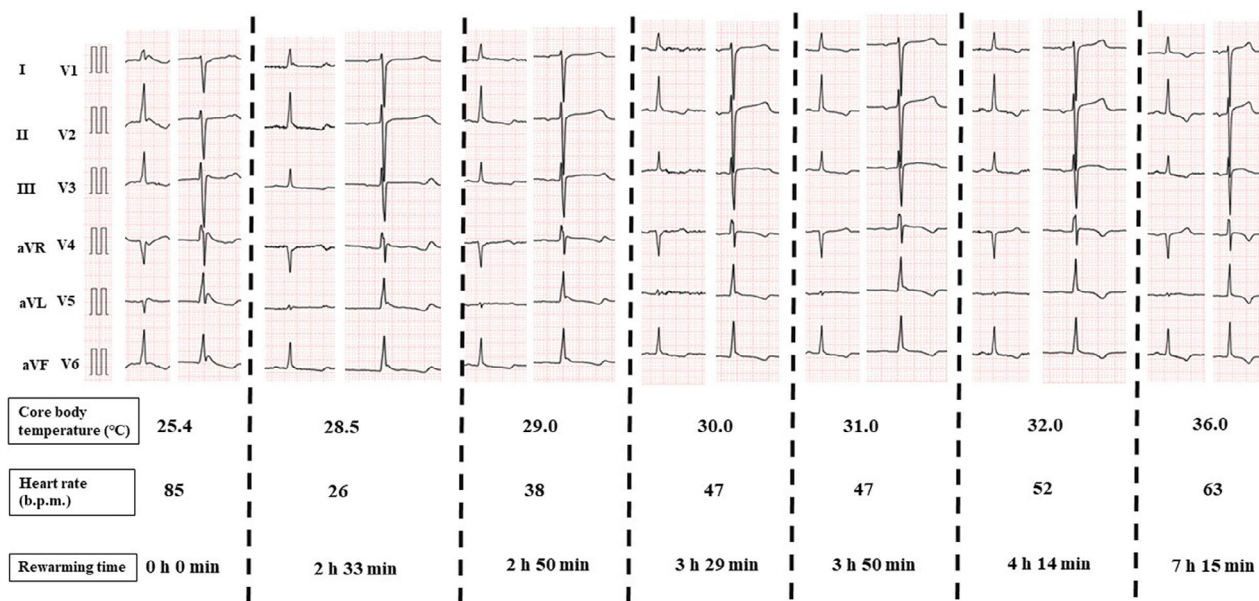 I V1
II V2
III V3
aVR V4
aVL V5
aVF V6
Core body
temperature (°C)
25.4 28.5 29.0 30.0 31.0 32.0 36.0
Heart rate
(b.p.m.)
85 26 38 47 47 52 63
Rewarming time
0 h 0 min 2 h 33 min 2 h 50 min 3 h 29 min 3 h 50 min 4 h 14 min 7 h 15 min